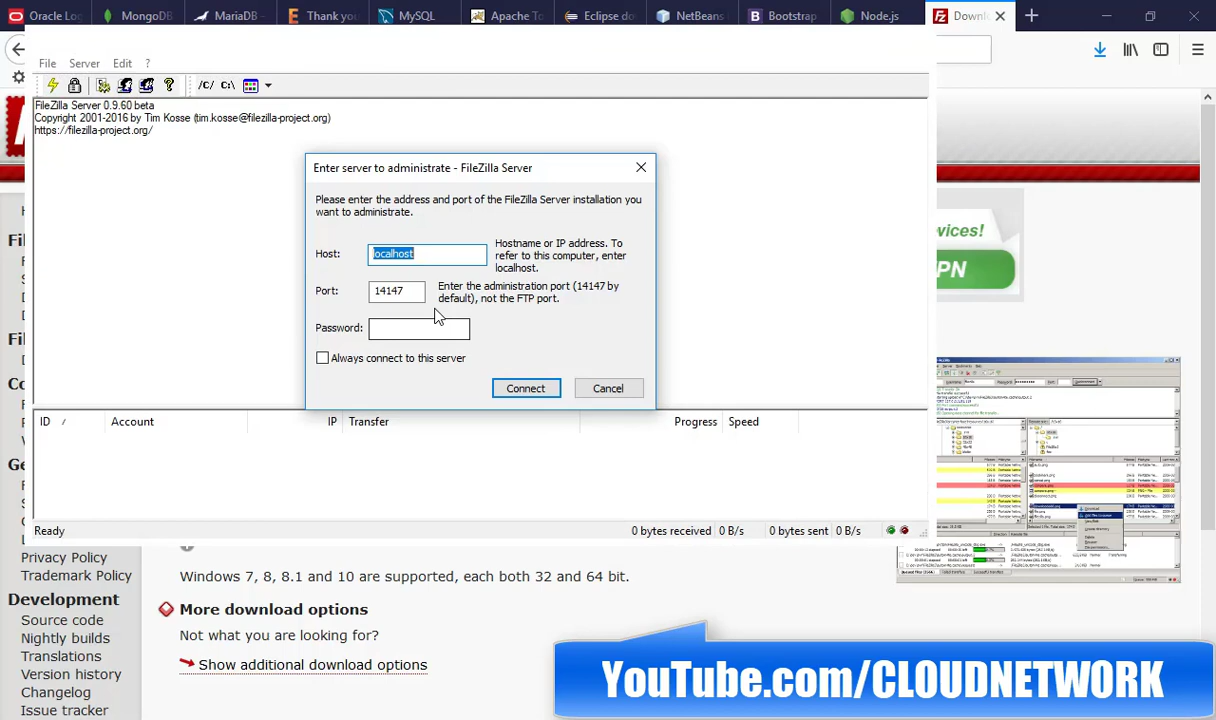 Oracle Log
MongoDB
MariaDB -
Thank you
MySQL
Apache To
Eclipse do
NetBeans
Bootstrap
Node.js
Downl
File Server Edit ?
/C/ C:\
FileZilla Server 0.9.60 beta
Copyright 2001-2016 by Tim Kosse (tim.kosse@filezilla-project.org)
https://filezilla-project.org/
Enter server to administrate - FileZilla Server
Please enter the address and port of the FileZilla Server installation you
want to administrate.
Host: localhost
Hostname or IP address. To
refer to this computer, enter
localhost.
Port: 14147
Enter the administration port (14147 by
default), not the FTP port.
Password:
Always connect to this server
Connect Cancel
vices!
PN
ID / Account IP Transfer Progress Speed
Ready 0 bytes received 0 B/s 0 bytes sent 0 B/s
Privacy Policy
Trademark Policy
Development
Source code
Nightly builds
Translations
Version history
Changelog
Issue tracker
Windows 7, 8, 8.1 and 10 are supported, each both 32 and 64 bit.
More download options
Not what you are looking for?
Show additional download options
YouTube.com/CLOUDNETWORK